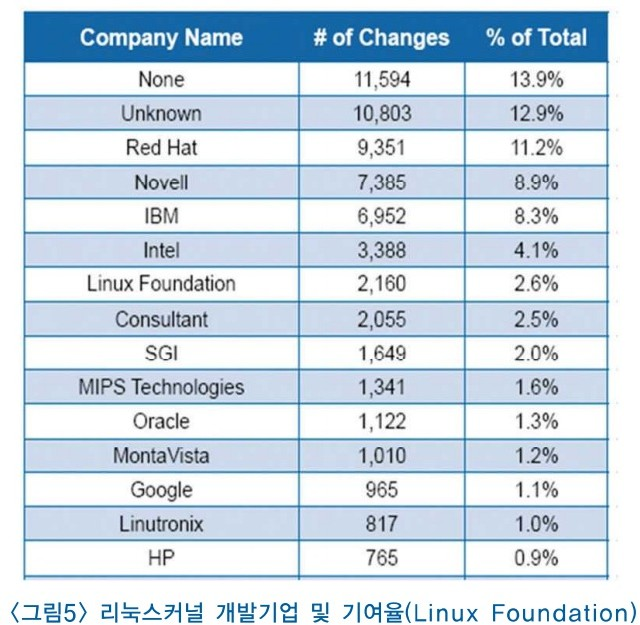 Company Name # of Changes % of Total
None 11,594 13.9%
Unknown 10,803 12.9%
Red Hat 9,351 11.2%
Novell 7,385 8.9%
IBM 6,952 8.3%
Intel 3,388 4.1%
Linux Foundation 2,160 2.6%
Consultant 2,055 2.5%
SGI 1,649 2.0%
MIPS Technologies 1,341 1.6%
Oracle 1,122 1.3%
MontaVista 1,010 1.2%
Google 965 1.1%
Linutronix 817 1.0%
HP 765 0.9%
〈그림5〉 리눅스커널 개발기업 및 기여율(Linux Foundation)